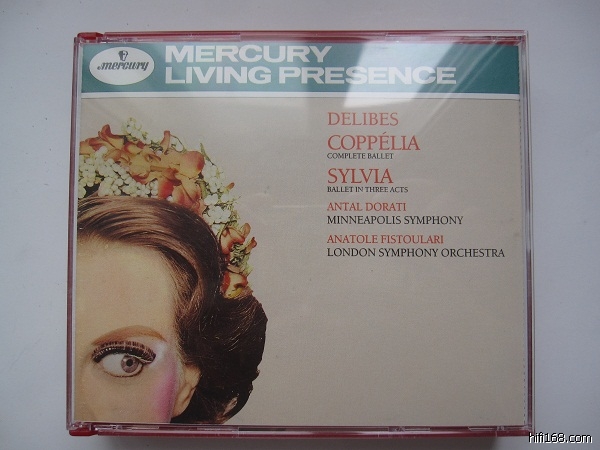 mercury
MERCURY
LIVING PRESENCE
DELIBES
COPPÉLIA
COMPLETE BALLET
SYLVIA
BALLET IN THREE ACTS
ANTAL DORATI
MINNEAPOLIS SYMPHONY
ANATOLE FISTOULARI
LONDON SYMPHONY ORCHESTRA
hifi168.com